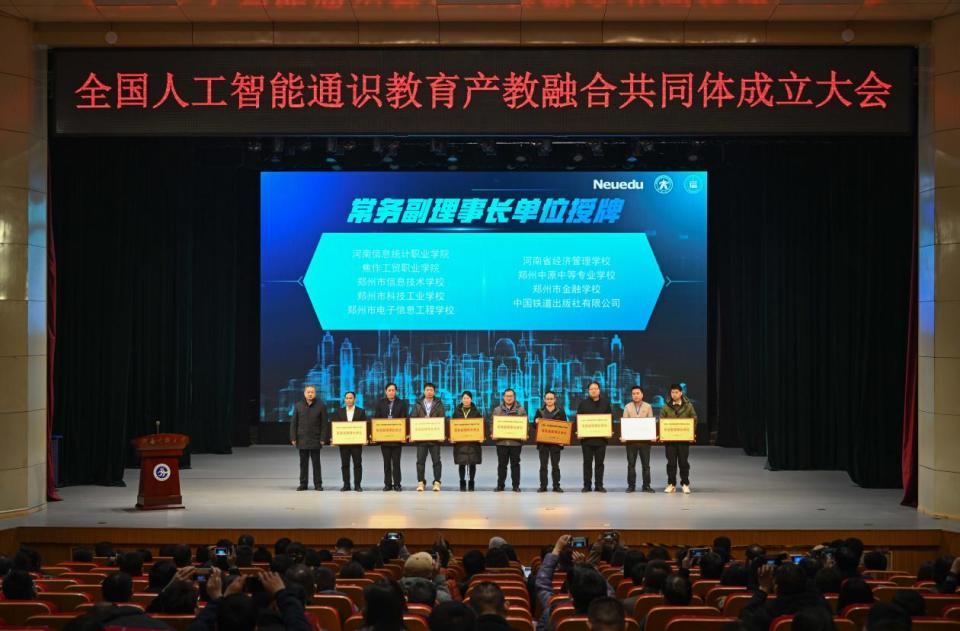 全国人工智能通识教育产教融合共同体成立大会
Neuedu
常务副理事长单位授牌
河南信息统计职业学院
焦作工贸职业学院
郑州市信息技术学校
郑州市科技工业学校
郑州市电子信息工程学校
河南省经济管理学校
郑州中原中等专业学校
郑州市金融学校
中国铁道出版社有限公司